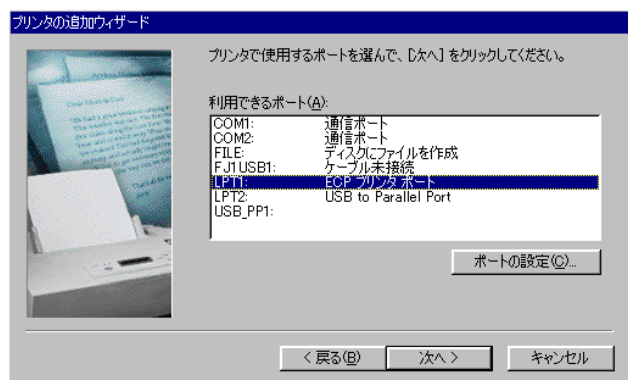 プリンタの追加ウィザード
プリンタで使用するポートを選んで、[次へ] をクリックしてください。
利用できるポート(A):
COM1: 通信ポート
COM2: 通信ポート
FILE: ディスクにファイルを作成
FJ1USB1: ケーブル未接続
LPT1: ECP プリンタ ポート
LPT2: USB to Parallel Port
USB_PP1:
ポートの設定(C)...
< 戻る(B)
次へ >
キャンセル